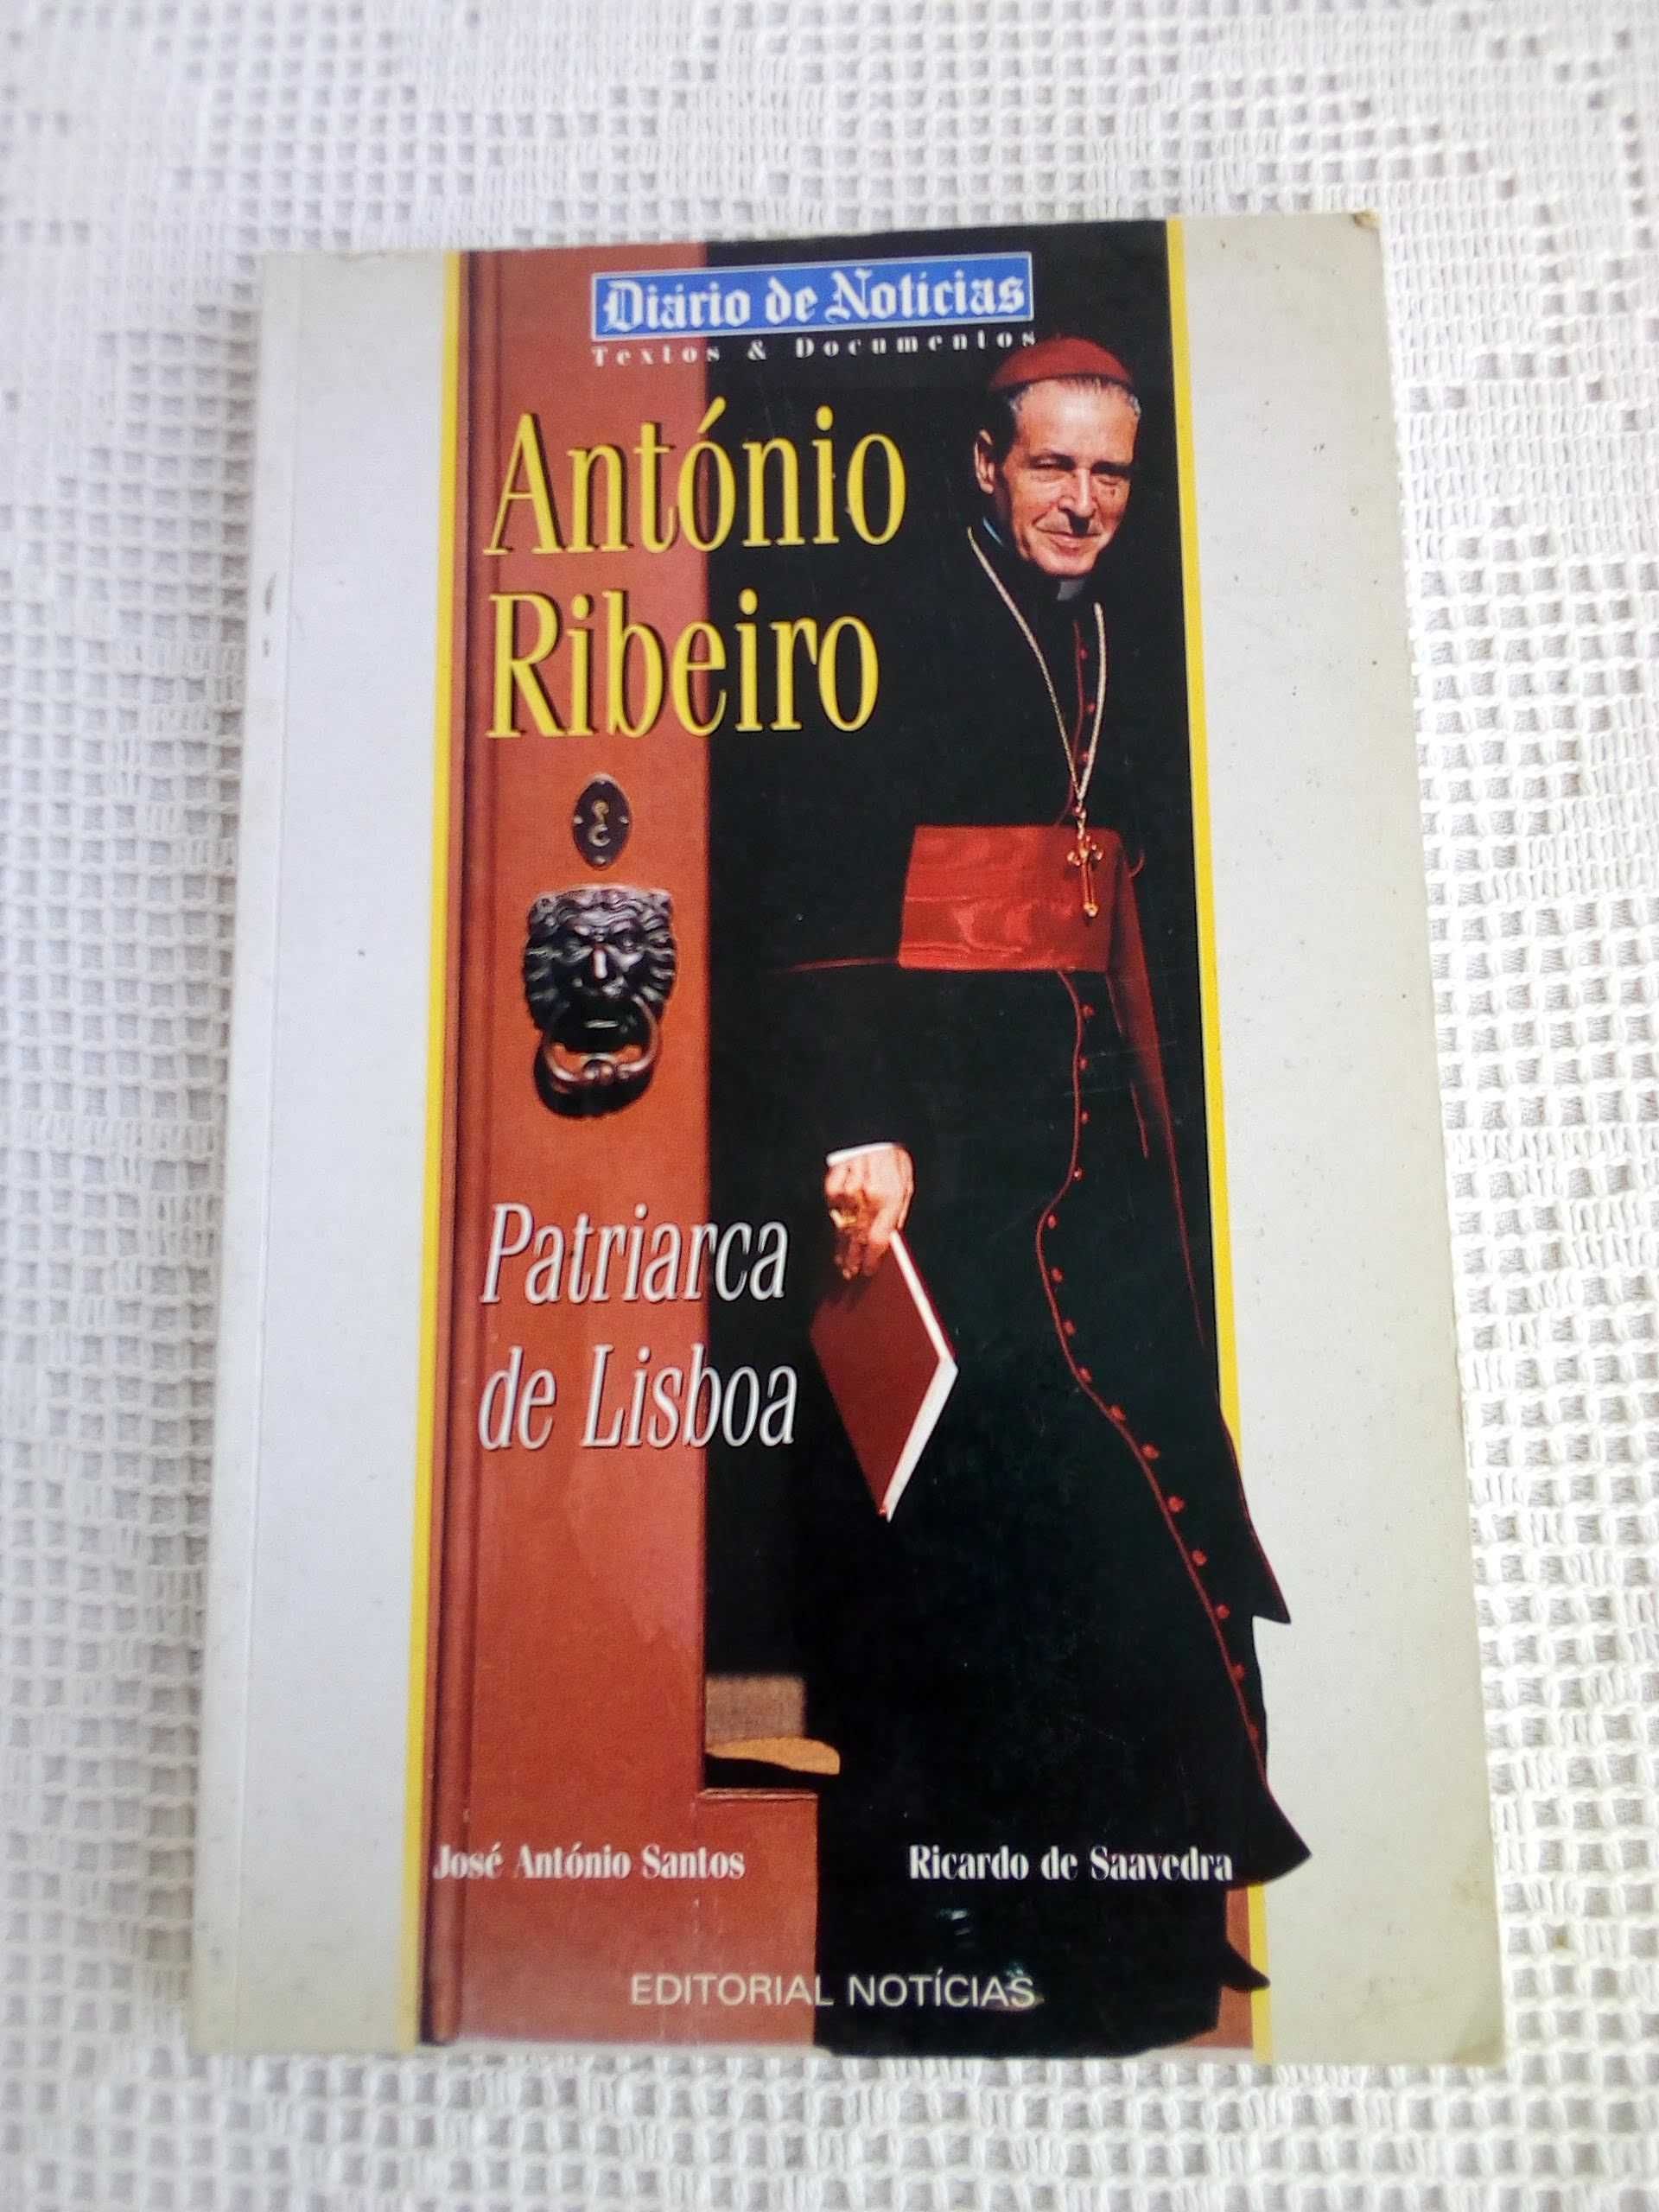 Diário de Notícias
Textos & Documentos
António
Ribeiro
Patriarca
de Lisboa
José António Santos
Ricardo de Saavedra
EDITORIAL NOTÍCIAS